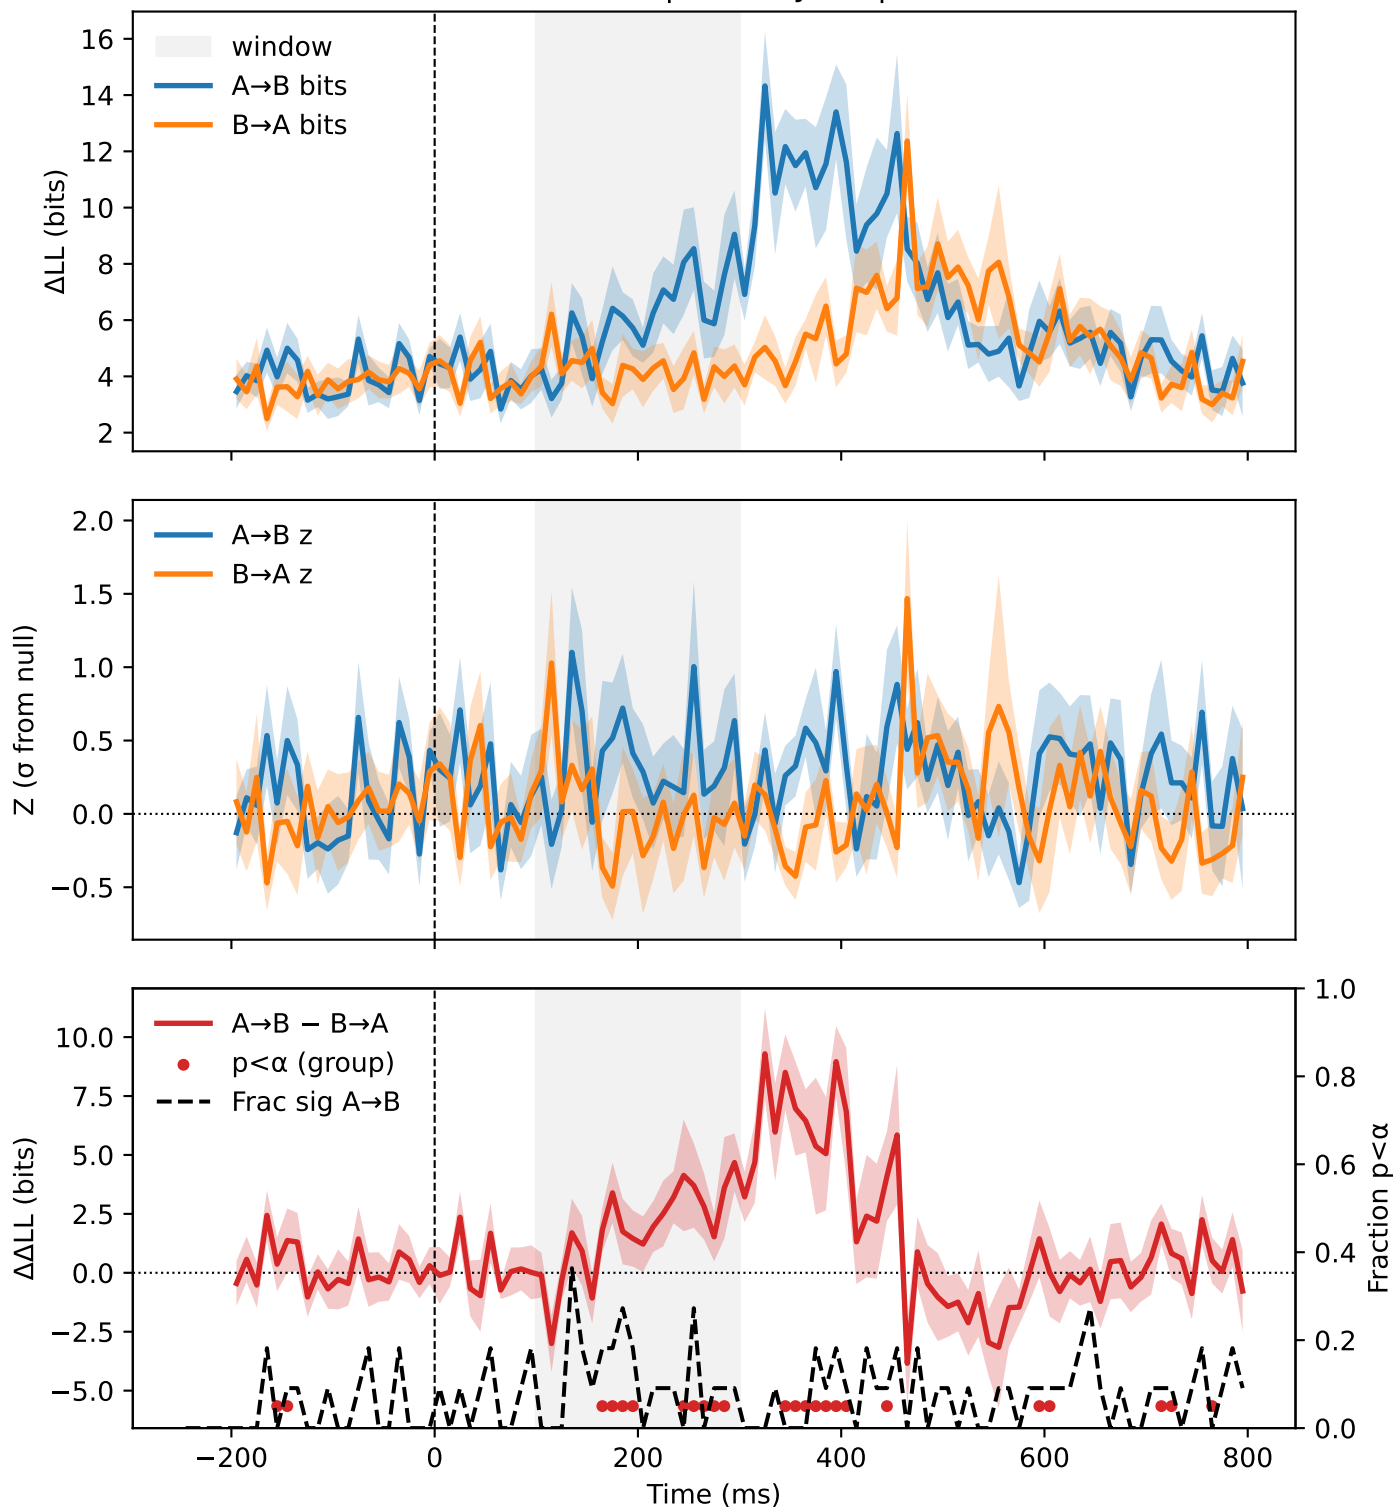 16
14
12
10
8
6
4
2
ΔLL (bits)
window
A→B bits
B→A bits
2.0
1.5
1.0
0.5
0.0
−0.5
Z (σ from null)
A→B z
B→A z
10.0
7.5
5.0
2.5
0.0
−2.5
−5.0
ΔΔLL (bits)
A→B − B→A
p<α (group)
Frac sig A→B
1.0
0.8
0.6
0.4
0.2
0.0
Fraction p<α
−200
0
200
400
600
800
Time (ms)